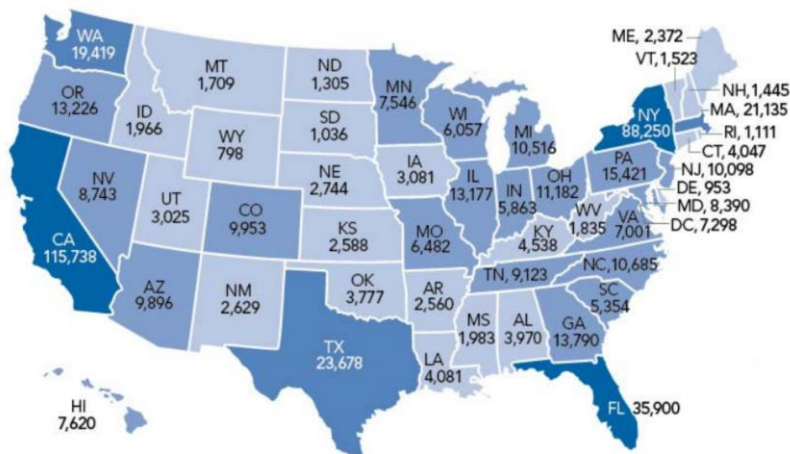 WA
19,419
OR
13,226
CA
115,738
NV
8,743
ID
1,966
MT
1,709
WY
798
UT
3,025
CO
9,953
AZ
9,896
NM
2,629
ND
1,305
SD
1,036
NE
2,744
KS
2,588
OK
3,777
TX
23,678
MN
7,546
IA
3,081
MO
6,482
AR
2,560
LA
4,081
WI
6,057
IL
13,177
MI
10,516
IN
5,863
OH
11,182
KY
4,538
TN, 9,123
MS
1,983
AL
3,970
GA
13,790
FL 35,900
SC
5,354
NC,10,685
VA
7,001
WV
1,835
PA
15,421
NY
88,250
ME, 2,372
VT,1,523
NH,1,445
MA, 21,135
RI, 1,111
CT, 4,047
NJ, 10,098
DE, 953
MD, 8,390
DC, 7,298
HI
7,620